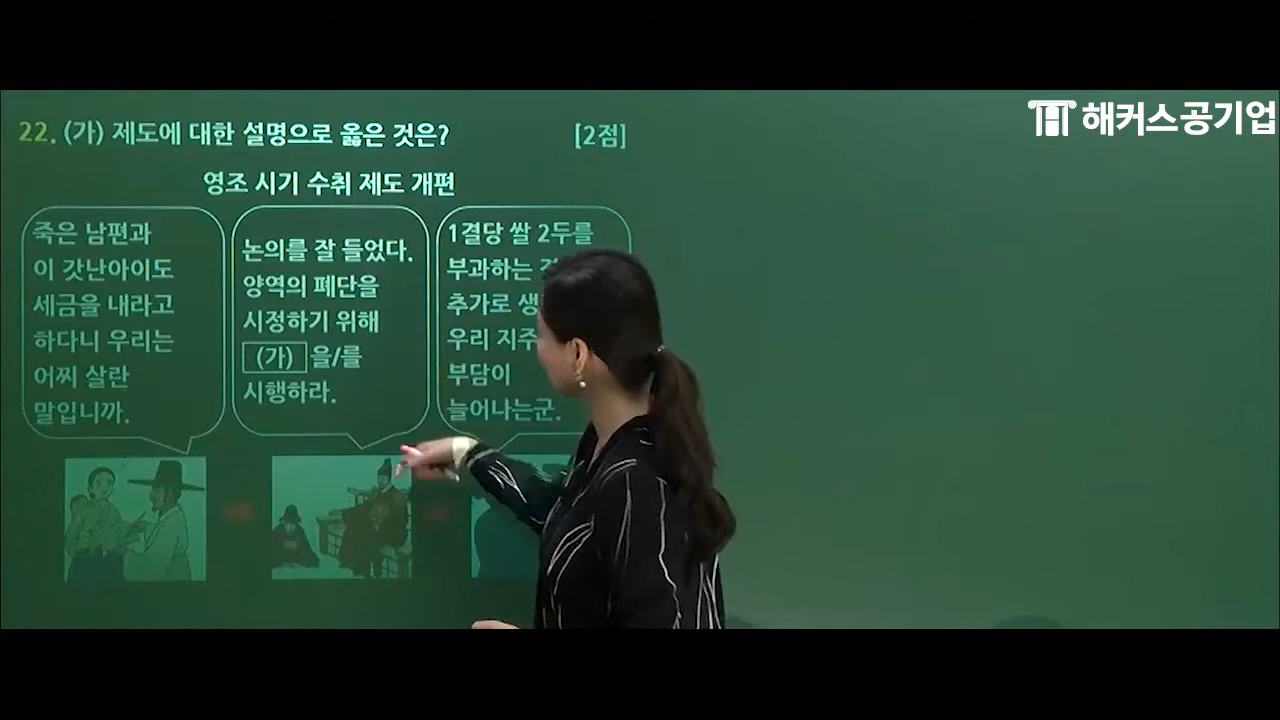 해커스공기업
22. (가) 제도에 대한 설명으로 옳은 것은? [2점]
영조 시기 수취 제도 개편
죽은 남편과
이 갓난아이도
세금을 내라고
하다니 우리는
어찌 살란
말입니까.
논의를 잘 들었다.
양역의 폐단을
시정하기 위해
(가) 을/를
시행하라.
1결당 쌀 2두를
부과하는
추가로
우리
부담이
늘어나는군.